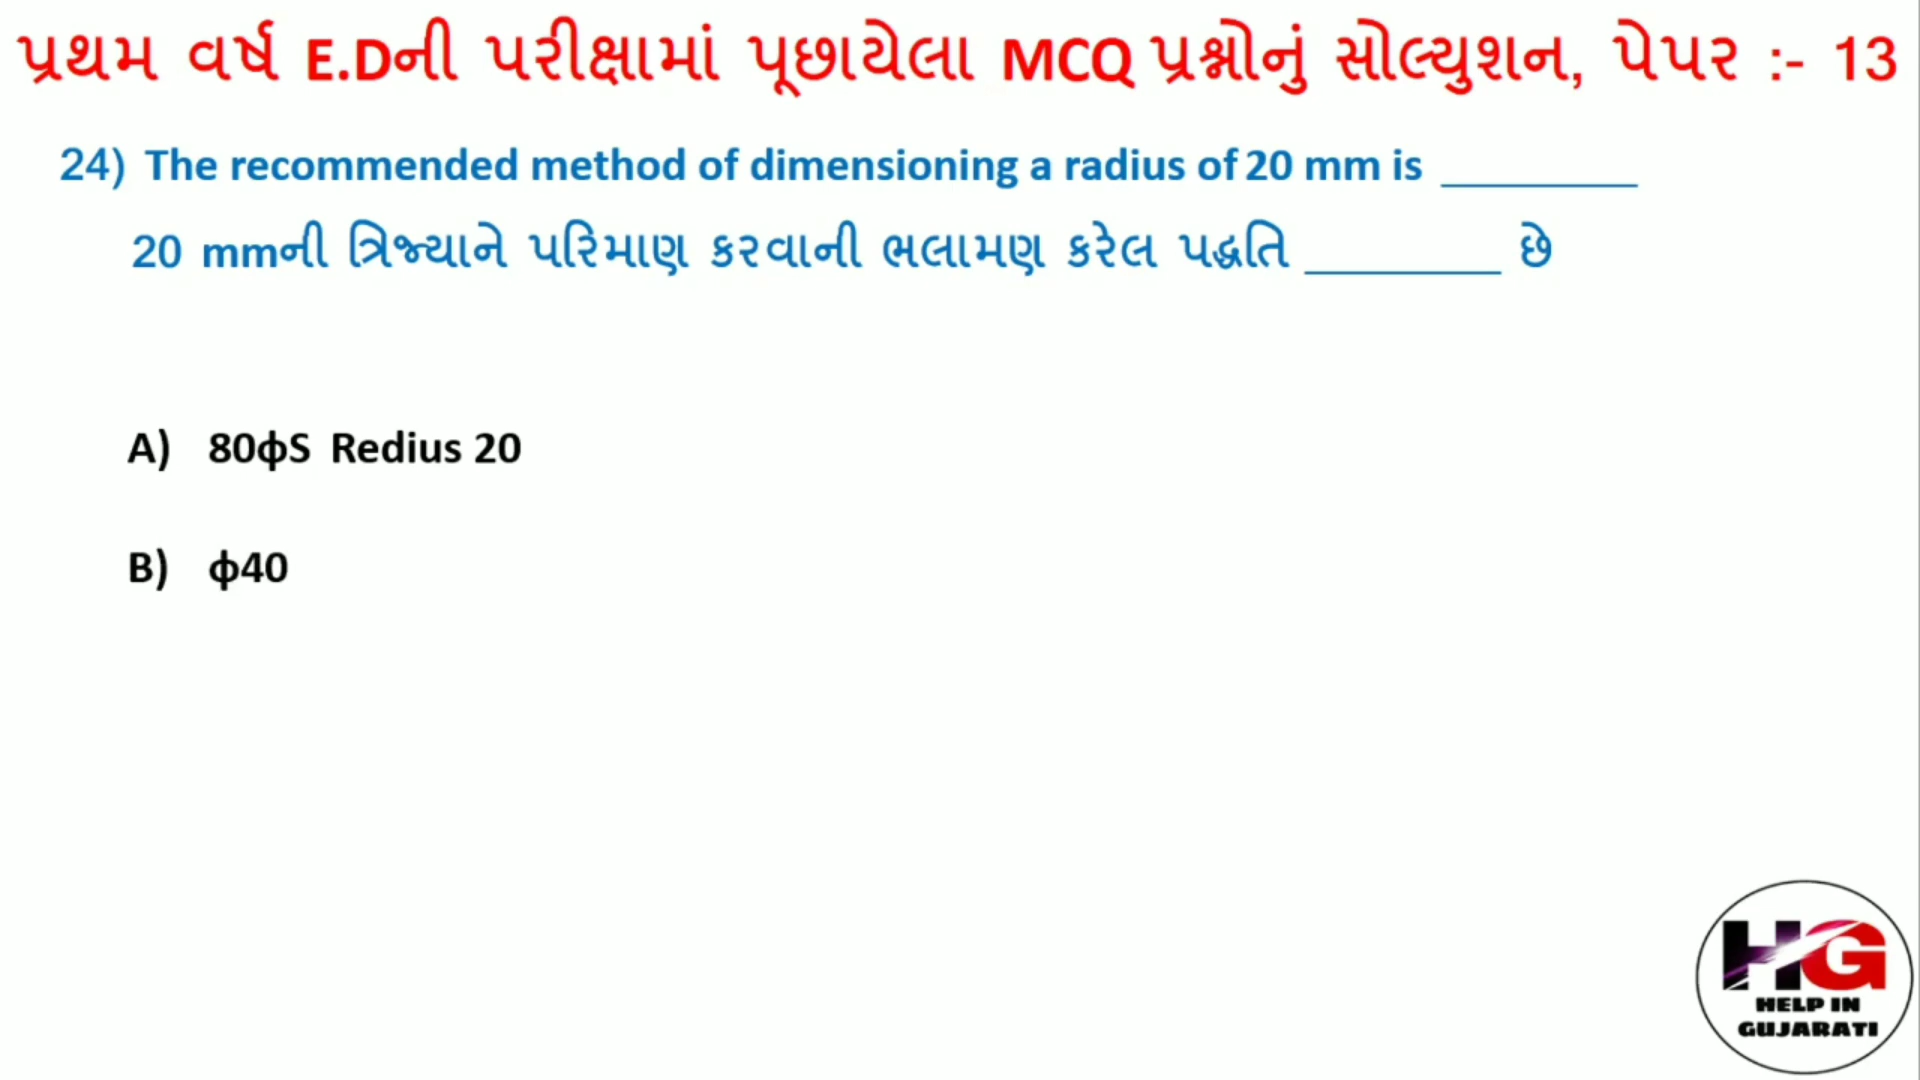 પ્રથમ વર્ષ E.Dની પરીક્ષામાં પૂછાયેલા MCQ પ્રશ્નોનું સોલ્યુશન, પેપર :- 13
24) The recommended method of dimensioning a radius of 20 mm is ________
20 mmની ત્રિજ્યાને પરિમાણ કરવાની ભલામણ કરેલ પદ્ધતિ ________ છે
A) 80ϕS Redius 20
B) ϕ40
HG
HELP IN
GUJARATI